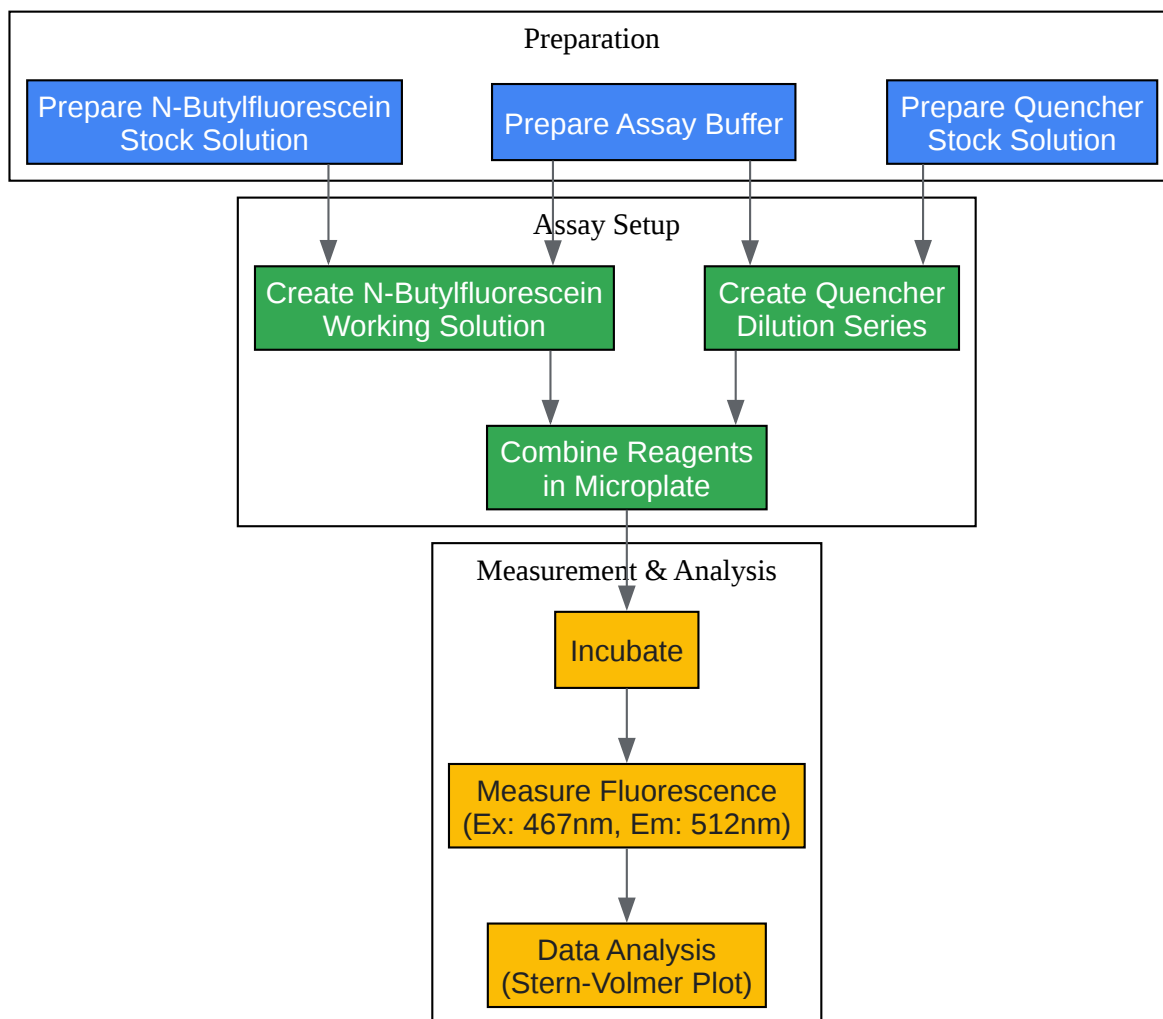 Preparation
Prepare N-Butylfluorescein
Stock Solution
Prepare Assay Buffer
Prepare Quencher
Stock Solution
Assay Setup
Create N-Butylfluorescein
Working Solution
Create Quencher
Dilution Series
Combine Reagents
in Microplate
Measurement & Analysis
Incubate
Measure Fluorescence
(Ex: 467nm, Em: 512nm)
Data Analysis
(Stern-Volmer Plot)